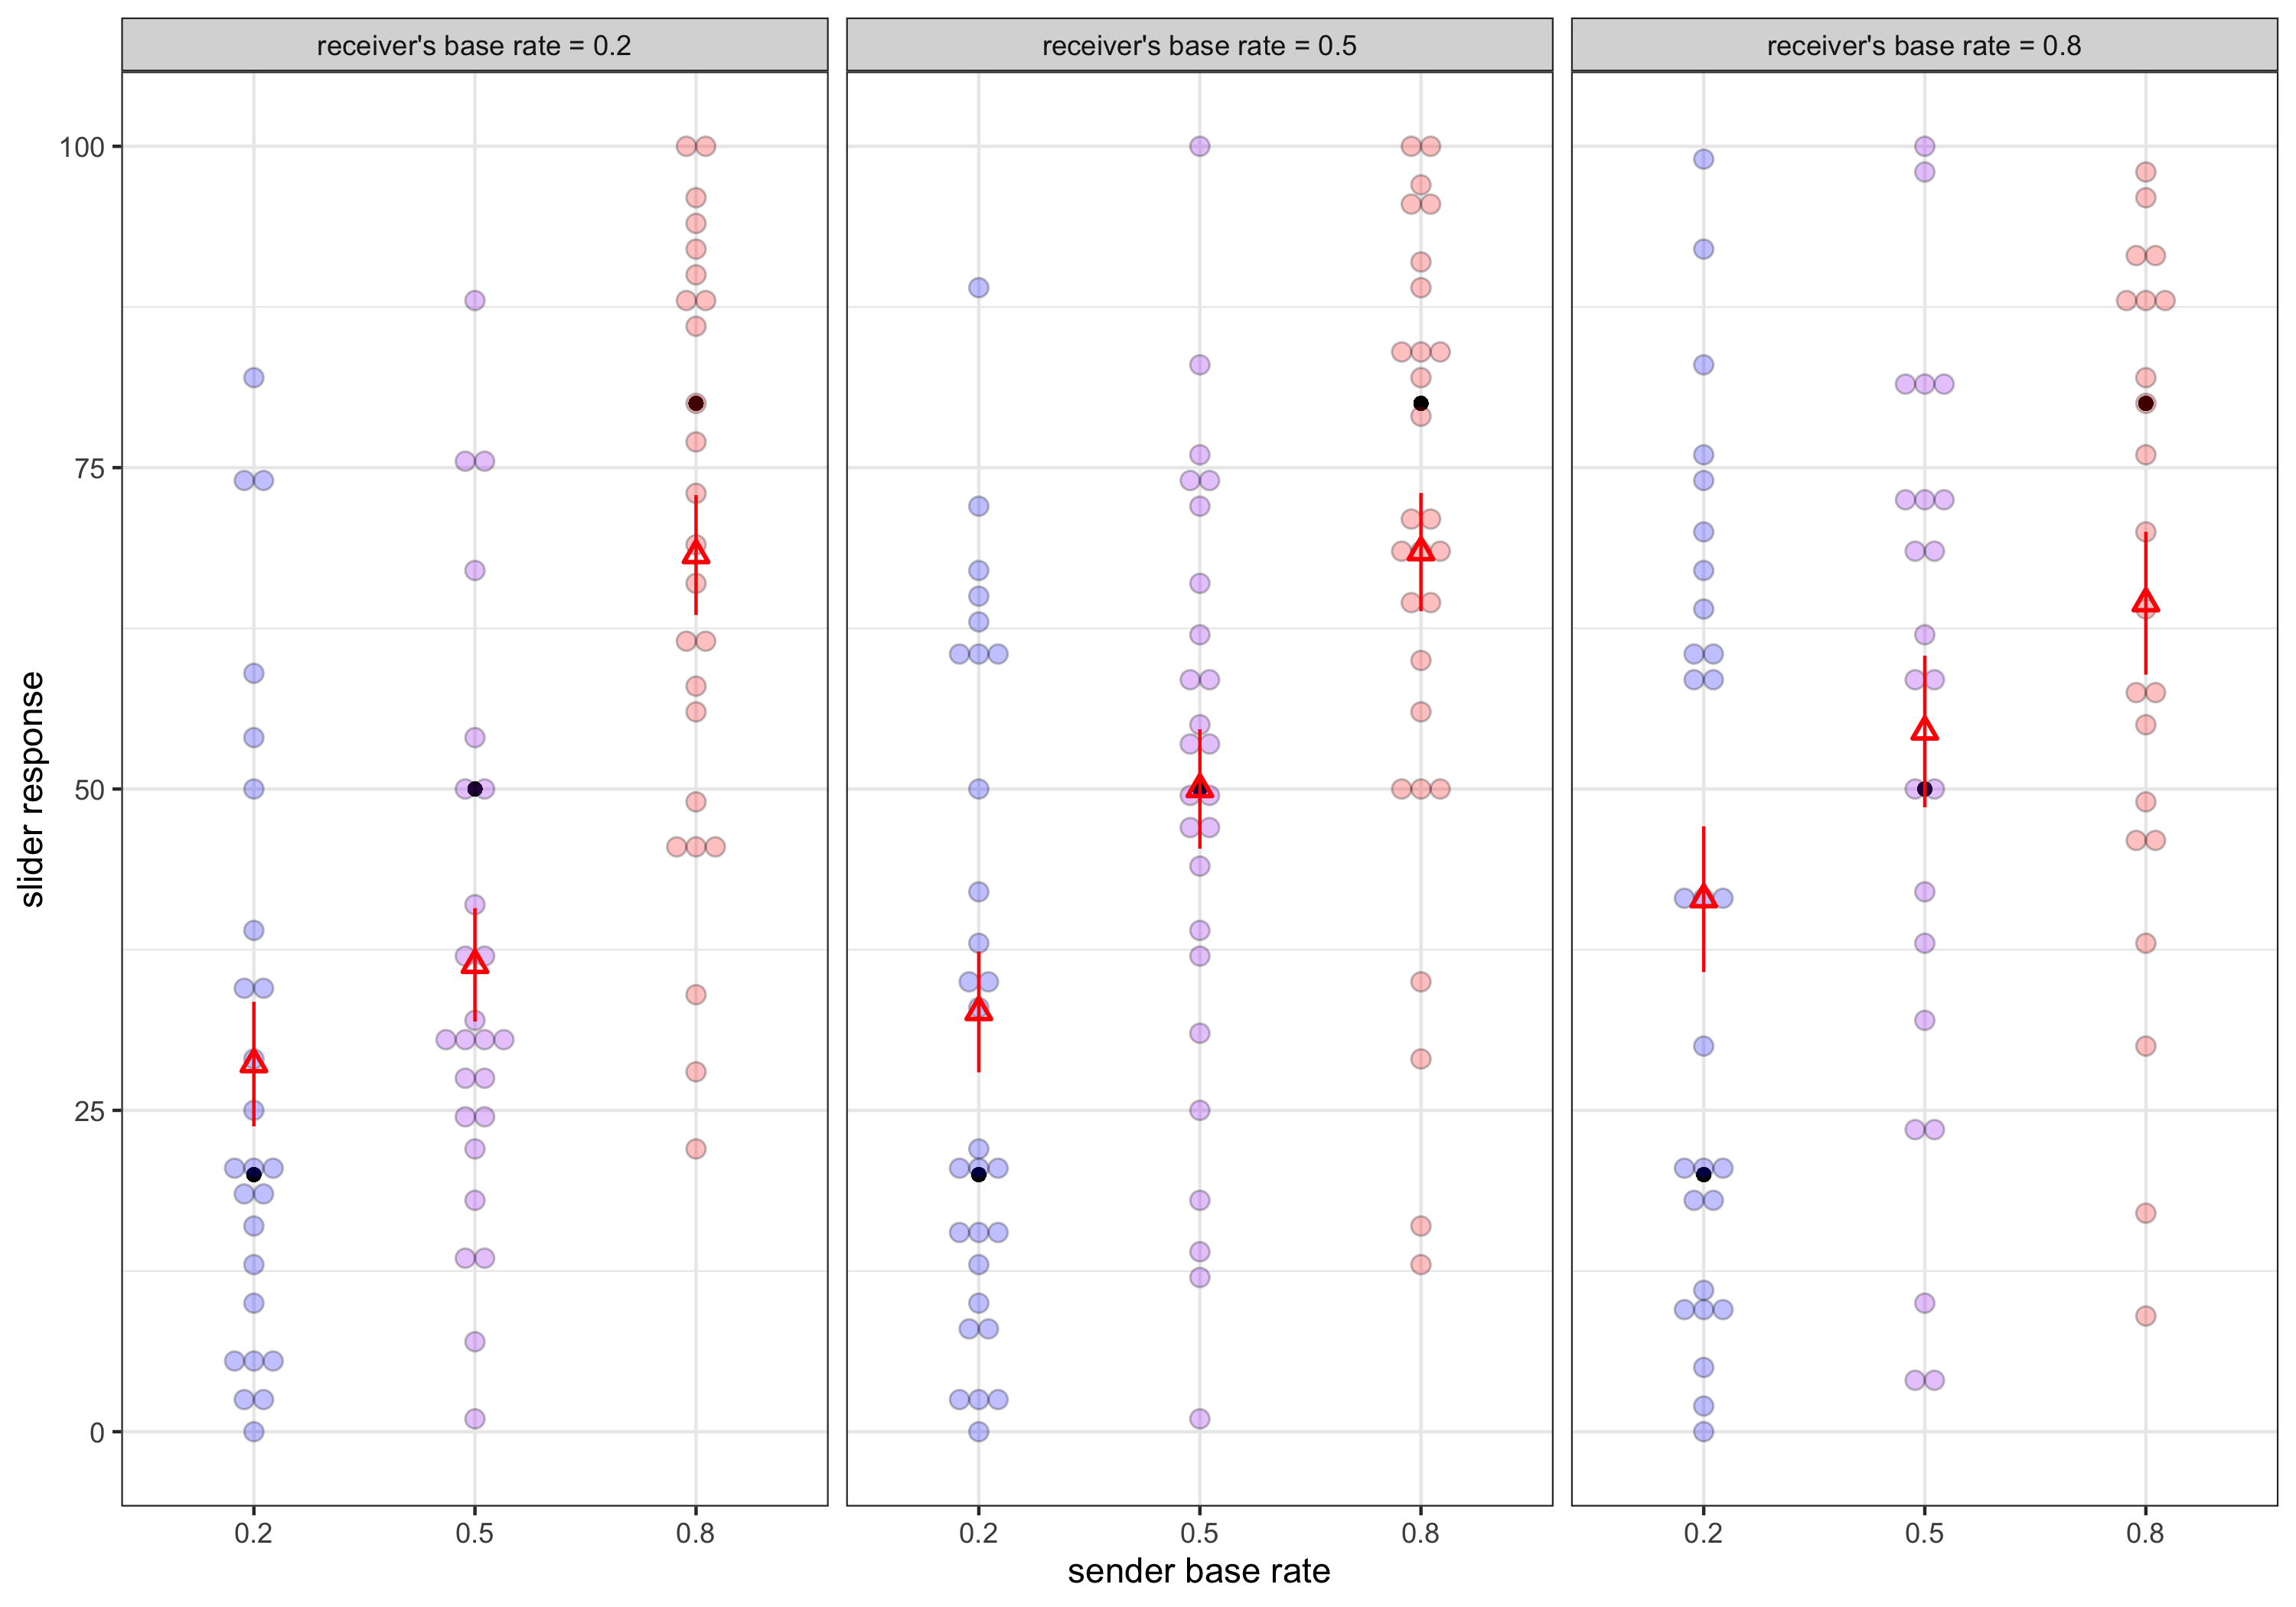 receiver's base rate = 0.2
receiver's base rate = 0.5
receiver's base rate = 0.8
slider response
100
75
50
25
0
0.2 0.5 0.8
0.2 0.5 0.8
0.2 0.5 0.8
sender base rate